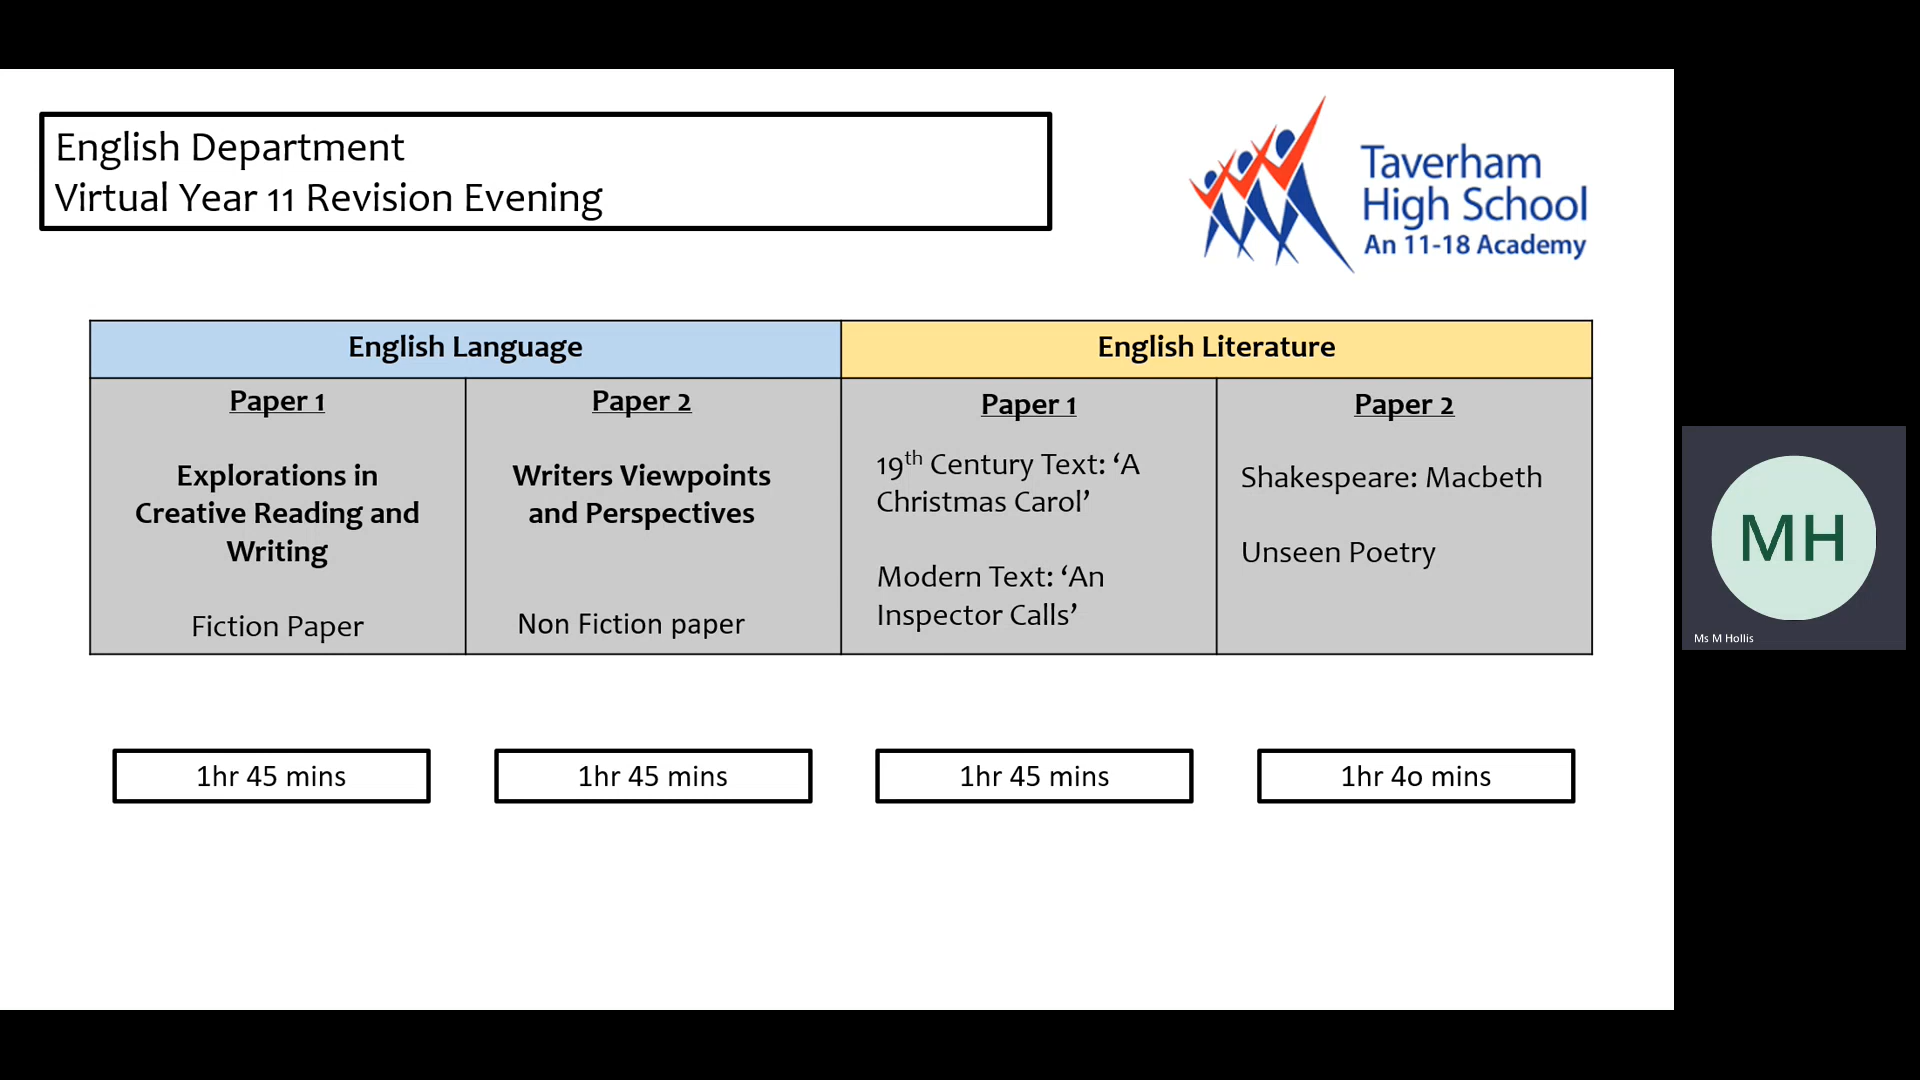 English Department
Virtual Year 11 Revision Evening
Taverham
High School
An 11-18 Academy
English Language
English Literature
Paper 1
Explorations in
Creative Reading and
Writing
Fiction Paper
Paper 2
Writers Viewpoints
and Perspectives
Non Fiction paper
Paper 1
19th Century Text: ‘A
Christmas Carol’
Modern Text: ‘An
Inspector Calls’
Paper 2
Shakespeare: Macbeth
Unseen Poetry
1hr 45 mins
1hr 45 mins
1hr 45 mins
1hr 4o mins
MH
Ms M Hollis